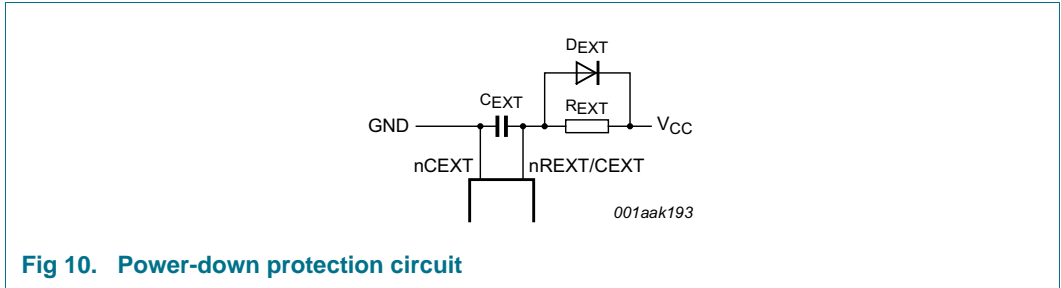 DEXT
CEXT
REXT
GND
VCC
nCEXT
nREXT/CEXT
001aak193
Fig 10. Power-down protection circuit